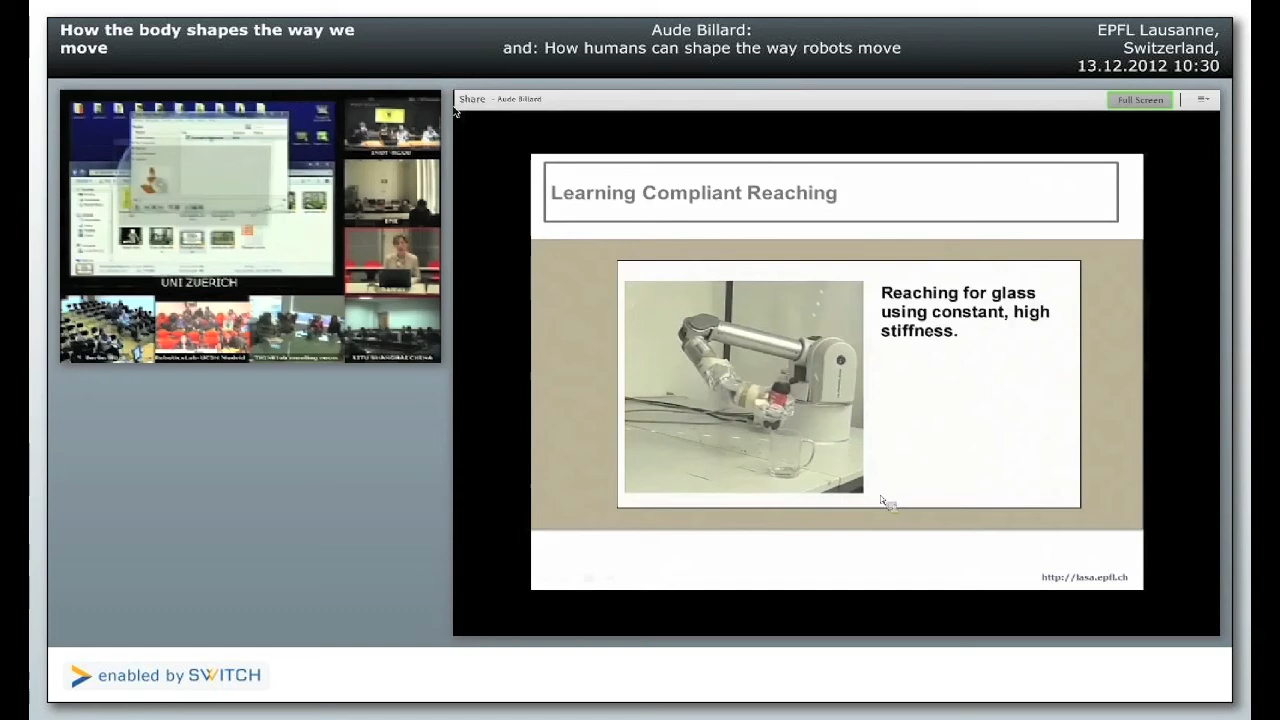 How the body shapes the way we
move
Aude Billard:
and: How humans can shape the way robots move
EPFL Lausanne,
Switzerland,
13.12.2012 10:30
Share - Aude Billard
Full Screen
Learning Compliant Reaching
Reaching for glass
using constant, high
stiffness.
http://lasa.epfl.ch
UNI ZUERICH
enabled by SWITCH